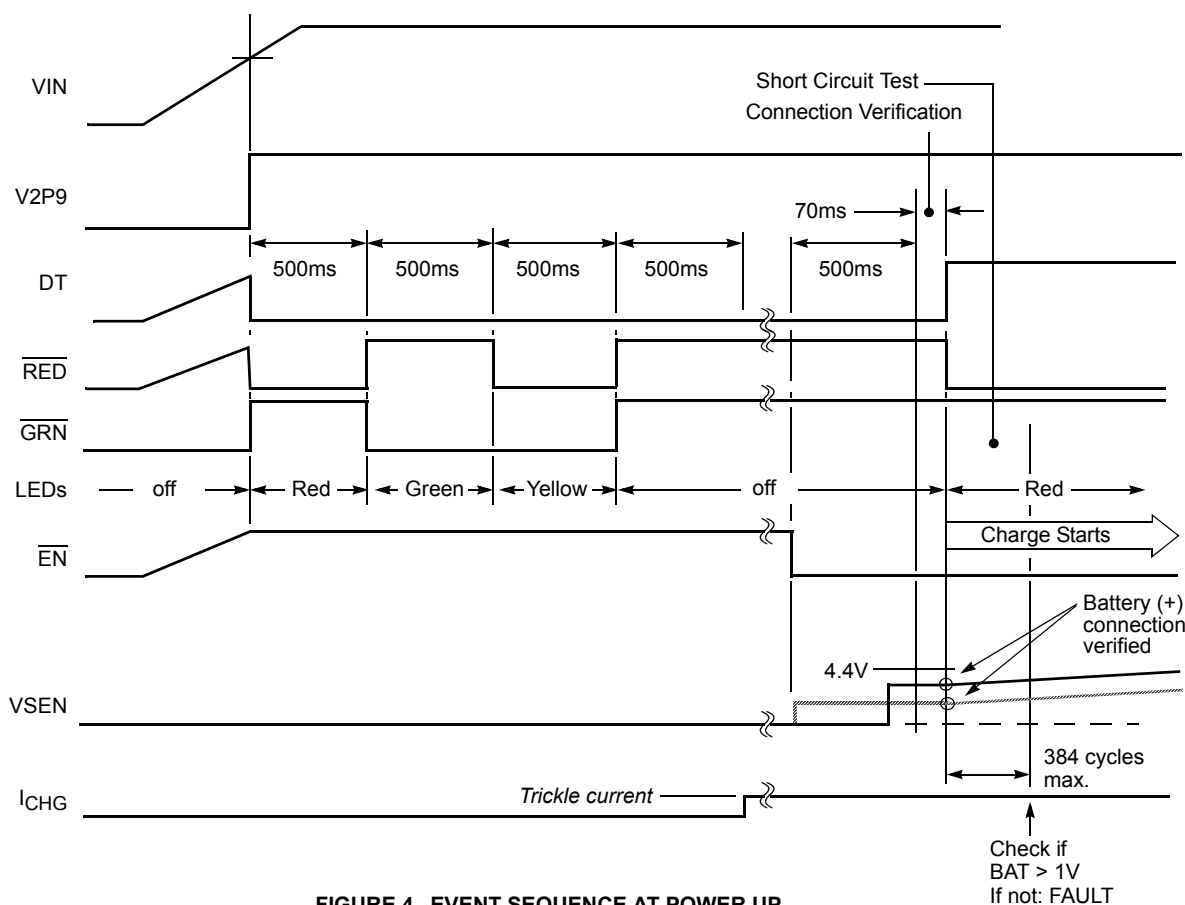 VIN
Short Circuit Test
Connection Verification
V2P9
70ms
500ms 500ms 500ms 500ms 500ms
DT
RED
GRN
LEDs off Red Green Yellow off Red
EN
Charge Starts
Battery (+)
connection
verified
4.4V
VSEN
384 cycles
max.
Trickle current
ICHG
Check if
BAT > 1V
If not: FAULT
FIGURE 4. EVENT SEQUENCE AT POWER UP